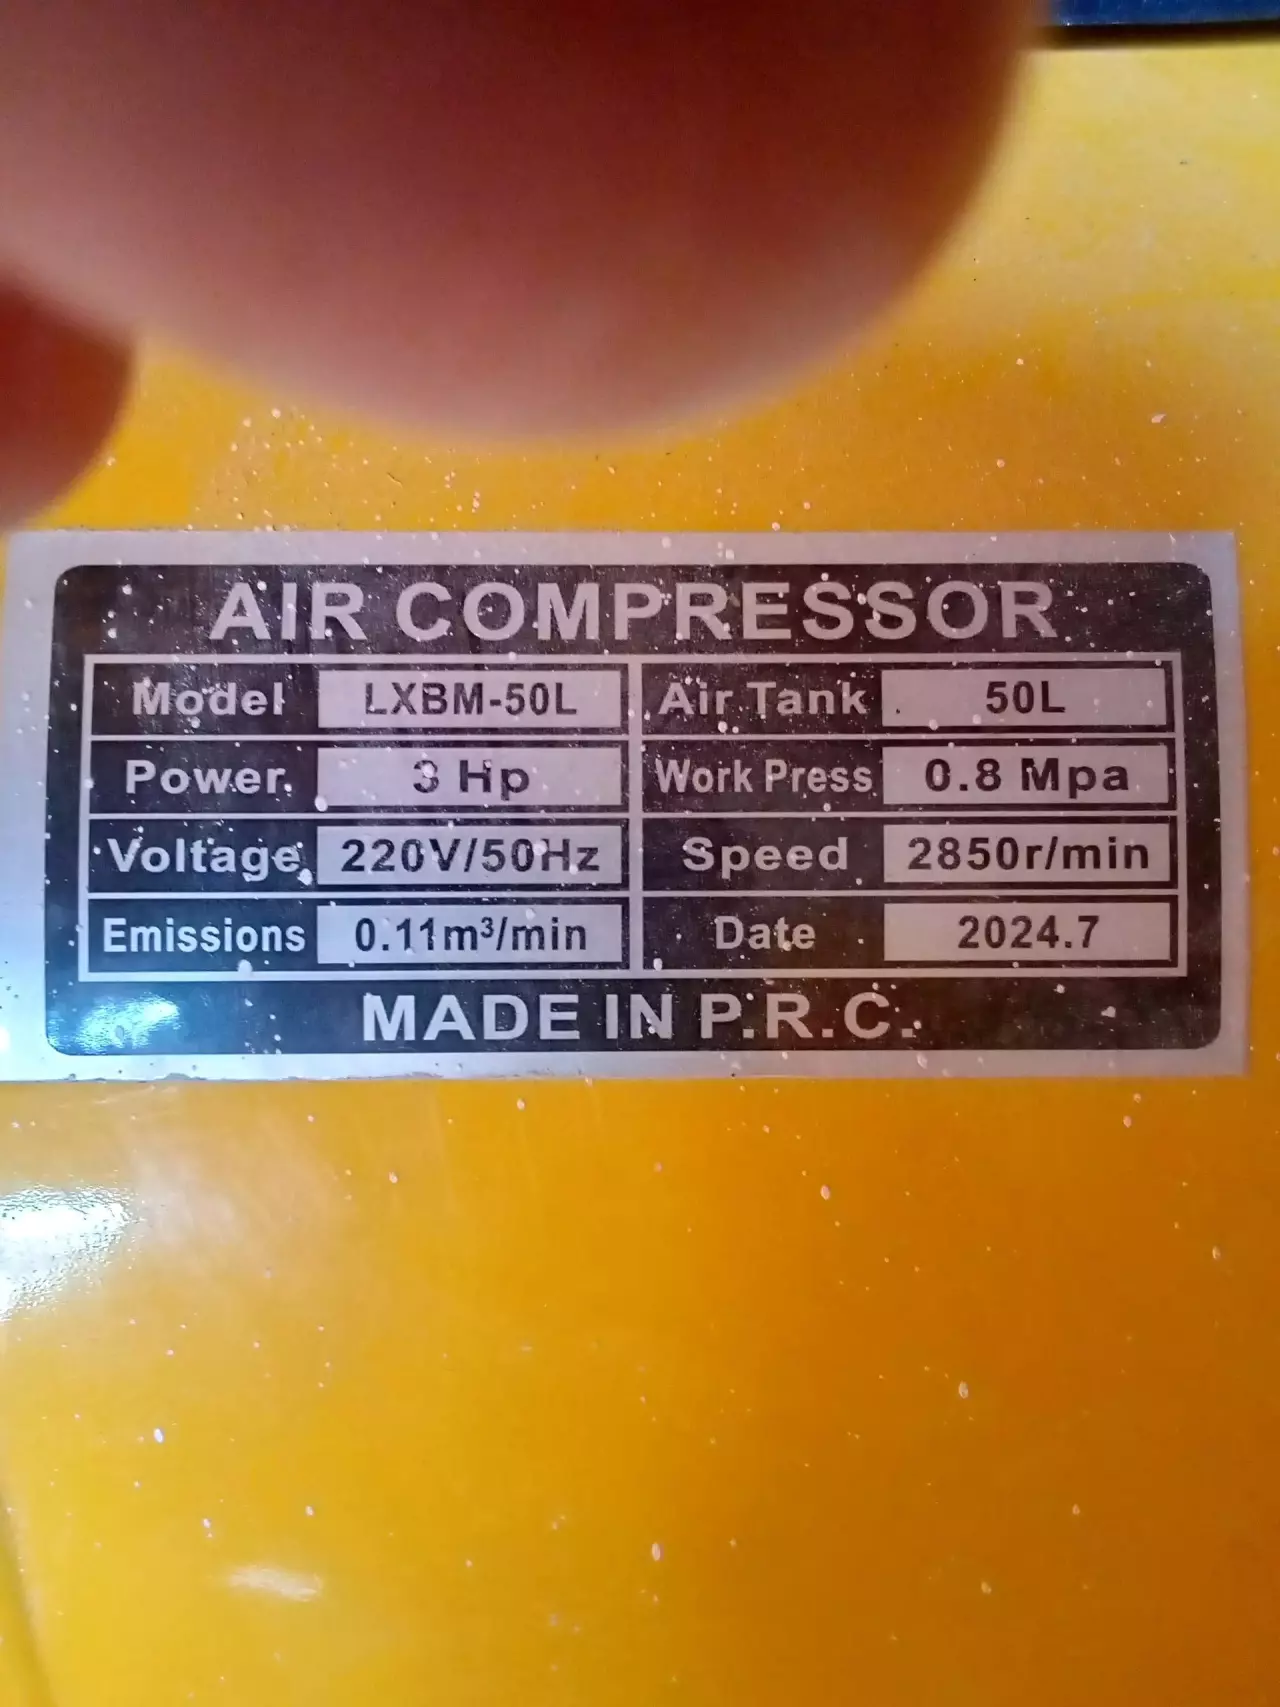 AIR COMPRESSOR
Model LXBM-50L Air Tank 50L
Power 3 Hp Work Press 0.8 Mpa
Voltage 220V/50Hz Speed 2850r/min
Emissions 0.11m³/min Date 2024.7
MADE IN P.R.C.